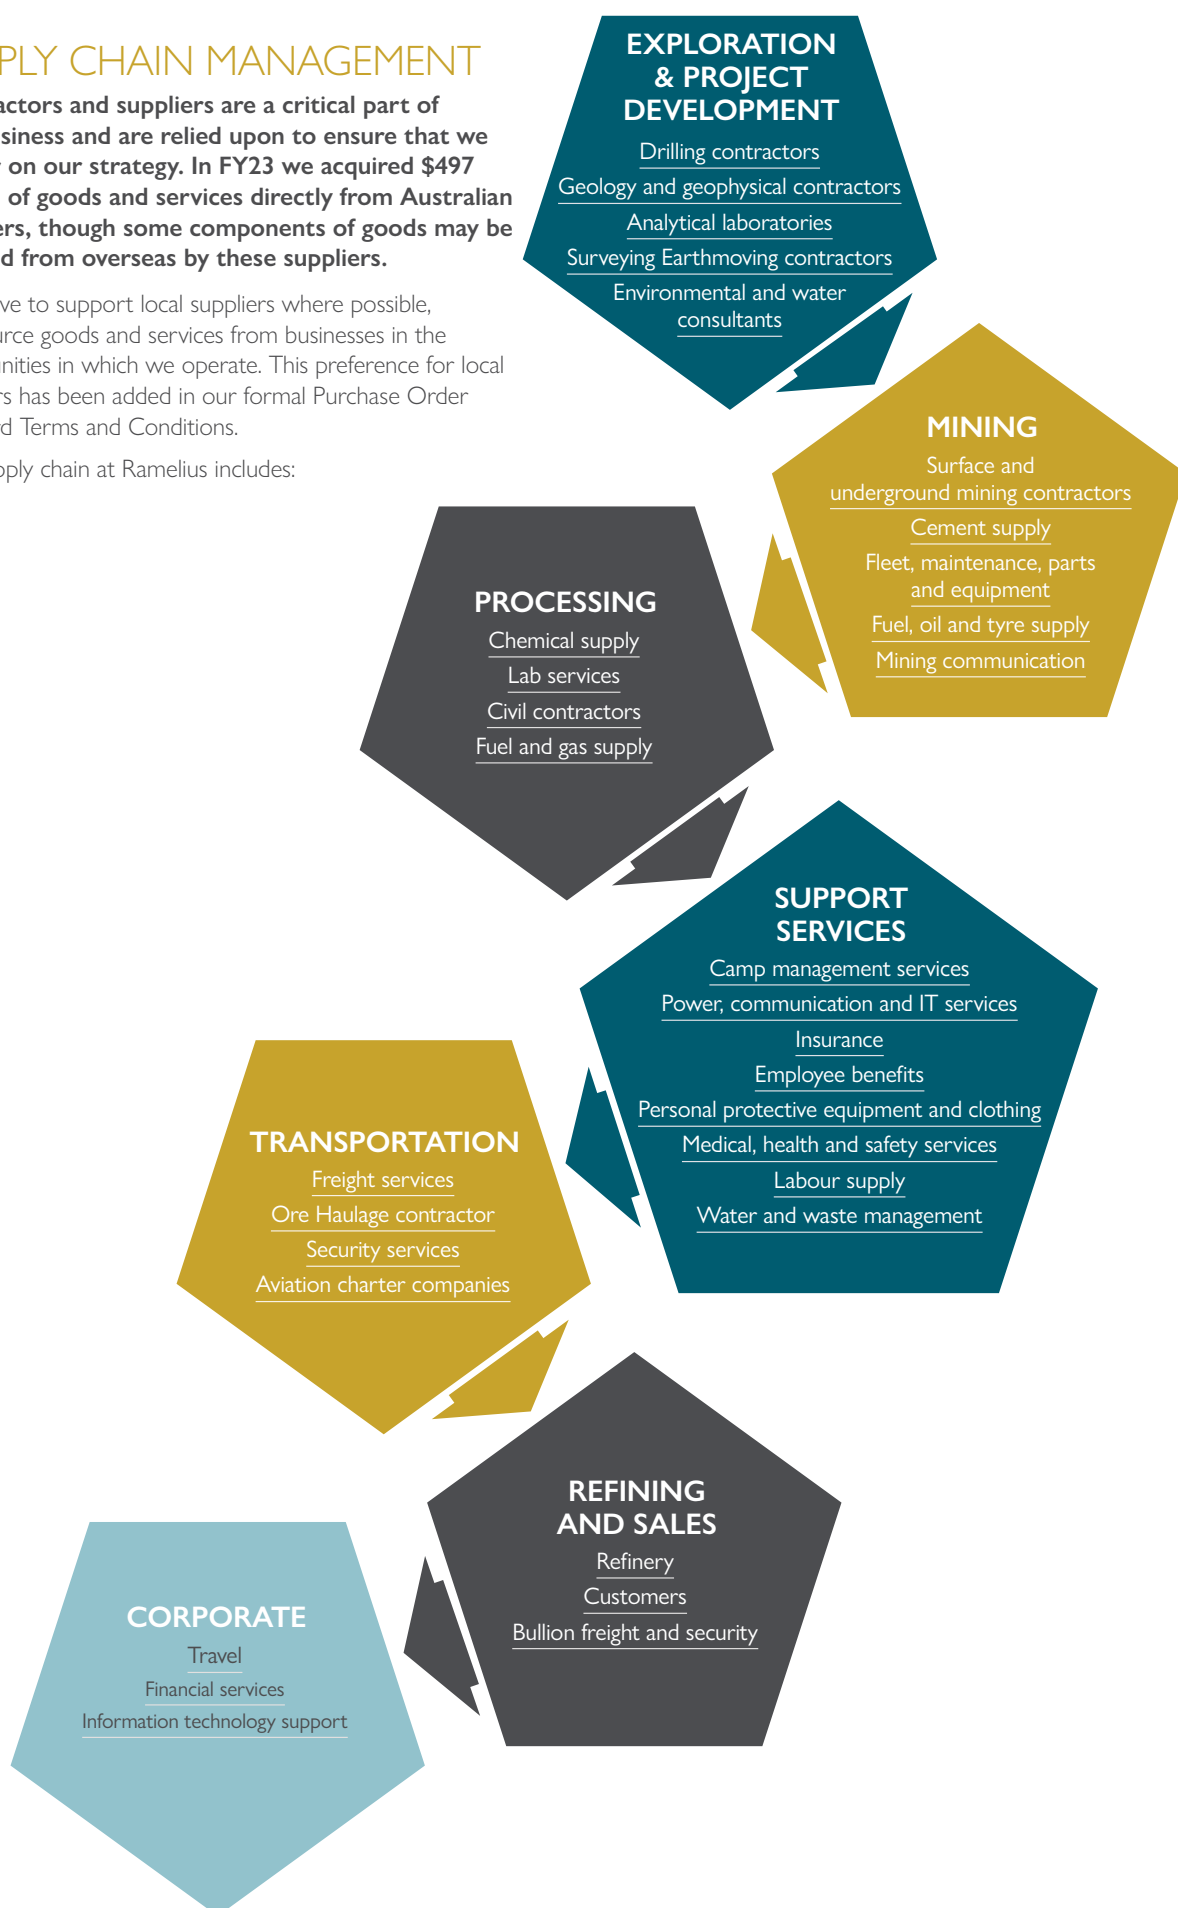 PLY CHAIN MANAGEMENT
actors and suppliers are a critical part of
siness and are relied upon to ensure that we
on our strategy. In FY23 we acquired $497
of goods and services directly from Australian
ers, though some components of goods may be
d from overseas by these suppliers.
ve to support local suppliers where possible,
urce goods and services from businesses in the
unities in which we operate. This preference for local
rs has been added in our formal Purchase Order
rd Terms and Conditions.
pply chain at Ramelius includes:
EXPLORATION
& PROJECT
DEVELOPMENT
Drilling contractors
Geology and geophysical contractors
Analytical laboratories
Surveying Earthmoving contractors
Environmental and water
consultants
MINING
Surface and
underground mining contractors
Cement supply
Fleet, maintenance, parts
and equipment
Fuel, oil and tyre supply
Mining communication
PROCESSING
Chemical supply
Lab services
Civil contractors
Fuel and gas supply
SUPPORT
SERVICES
Camp management services
Power, communication and IT services
Insurance
Employee benefits
Personal protective equipment and clothing
Medical, health and safety services
Labour supply
Water and waste management
TRANSPORTATION
Freight services
Ore Haulage contractor
Security services
Aviation charter companies
REFINING
AND SALES
Refinery
Customers
Bullion freight and security
CORPORATE
Travel
Financial services
Information technology support